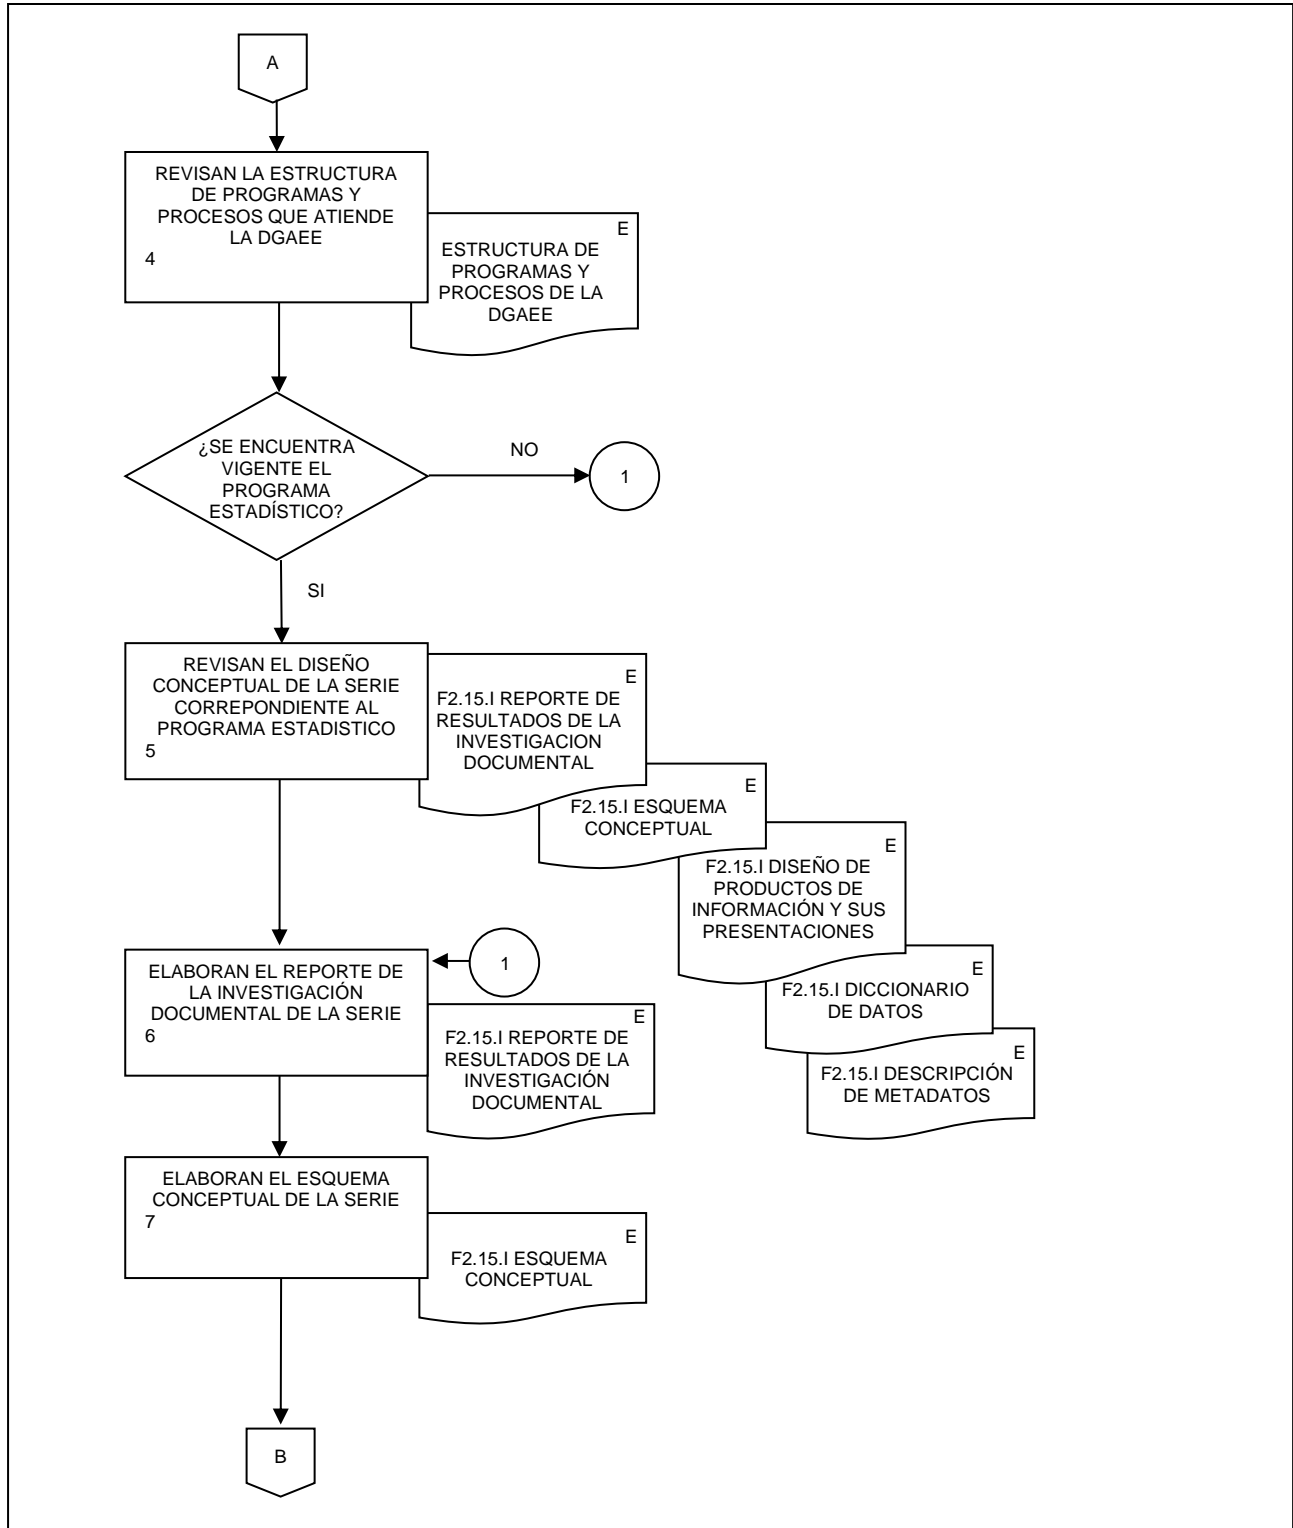 A
REVISAN LA ESTRUCTURA
DE PROGRAMAS Y
PROCESOS QUE ATIENDE
LA DGAEE
4
E
ESTRUCTURA DE
PROGRAMAS Y
PROCESOS DE LA
DGAEE
¿SE ENCUENTRA
VIGENTE EL
PROGRAMA
ESTADÍSTICO?
NO
1
SI
REVISAN EL DISEÑO
CONCEPTUAL DE LA SERIE
CORREPONDIENTE AL
PROGRAMA ESTADISTICO
5
E
F2.15.I REPORTE DE
RESULTADOS DE LA
INVESTIGACION
DOCUMENTAL
E
F2.15.I ESQUEMA
CONCEPTUAL
E
F2.15.I DISEÑO DE
PRODUCTOS DE
INFORMACIÓN Y SUS
PRESENTACIONES
E
F2.15.I DICCIONARIO
DE DATOS
E
F2.15.I DESCRIPCIÓN
DE METADATOS
1
ELABORAN EL REPORTE DE
LA INVESTIGACIÓN
DOCUMENTAL DE LA SERIE
6
E
F2.15.I REPORTE DE
RESULTADOS DE LA
INVESTIGACIÓN
DOCUMENTAL
ELABORAN EL ESQUEMA
CONCEPTUAL DE LA SERIE
7
E
F2.15.I ESQUEMA
CONCEPTUAL
B